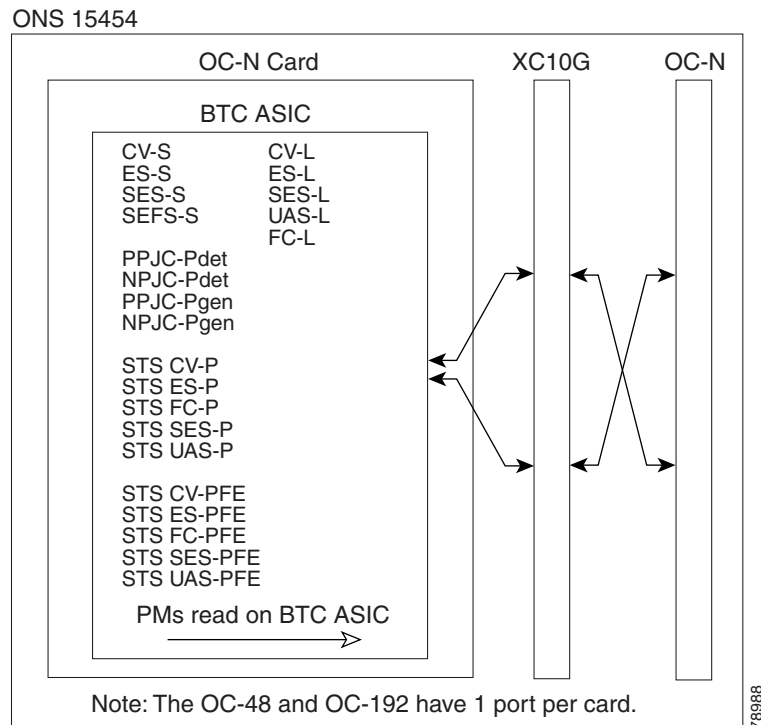 ONS 15454
OC-N Card
XC10G
OC-N
BTC ASIC
CV-S
ES-S
SES-S
SEFS-S
CV-L
ES-L
SES-L
UAS-L
FC-L
PPJC-Pdet
NPJC-Pdet
PPJC-Pgen
NPJC-Pgen
STS CV-P
STS ES-P
STS FC-P
STS SES-P
STS UAS-P
STS CV-PFE
STS ES-PFE
STS FC-PFE
STS SES-PFE
STS UAS-PFE
PMs read on BTC ASIC
Note: The OC-48 and OC-192 have 1 port per card.
78988